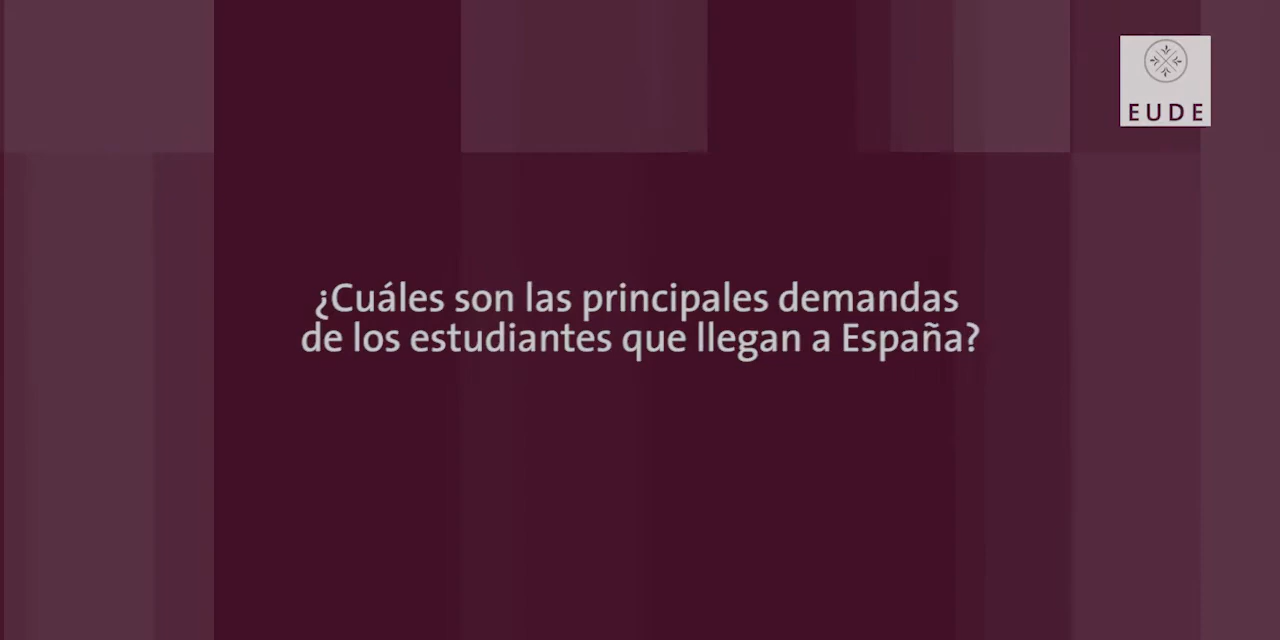 EUDE
¿Cuáles son las principales demandas
de los estudiantes que llegan a España?